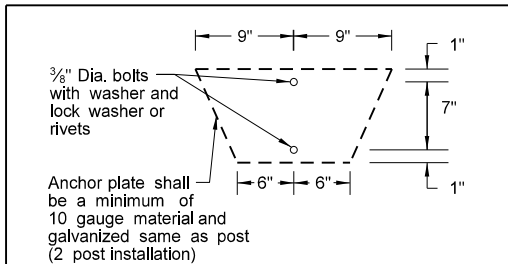 9" 9"
1"
⅜" Dia. bolts
with washer and
lock washer or
rivets
7"
6" 6"
1"
Anchor plate shall
be a minimum of
10 gauge material and
galvanized same as post
(2 post installation)